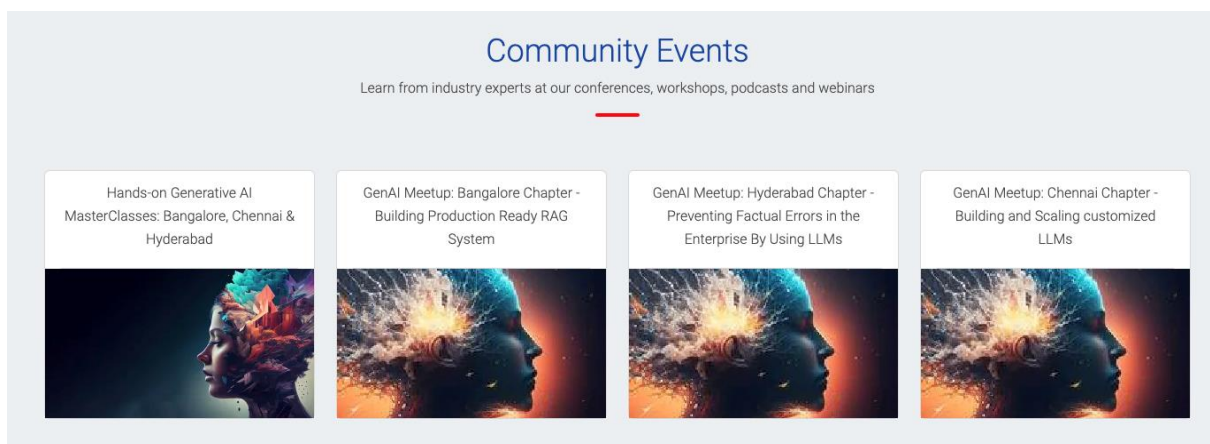 Community Events
Learn from industry experts at our conferences, workshops, podcasts and webinars
Hands-on Generative AI
MasterClasses: Bangalore, Chennai &
Hyderabad
GenAI Meetup: Bangalore Chapter -
Building Production Ready RAG
System
GenAI Meetup: Hyderabad Chapter -
Preventing Factual Errors in the
Enterprise By Using LLMs
GenAI Meetup: Chennai Chapter -
Building and Scaling customized
LLMs